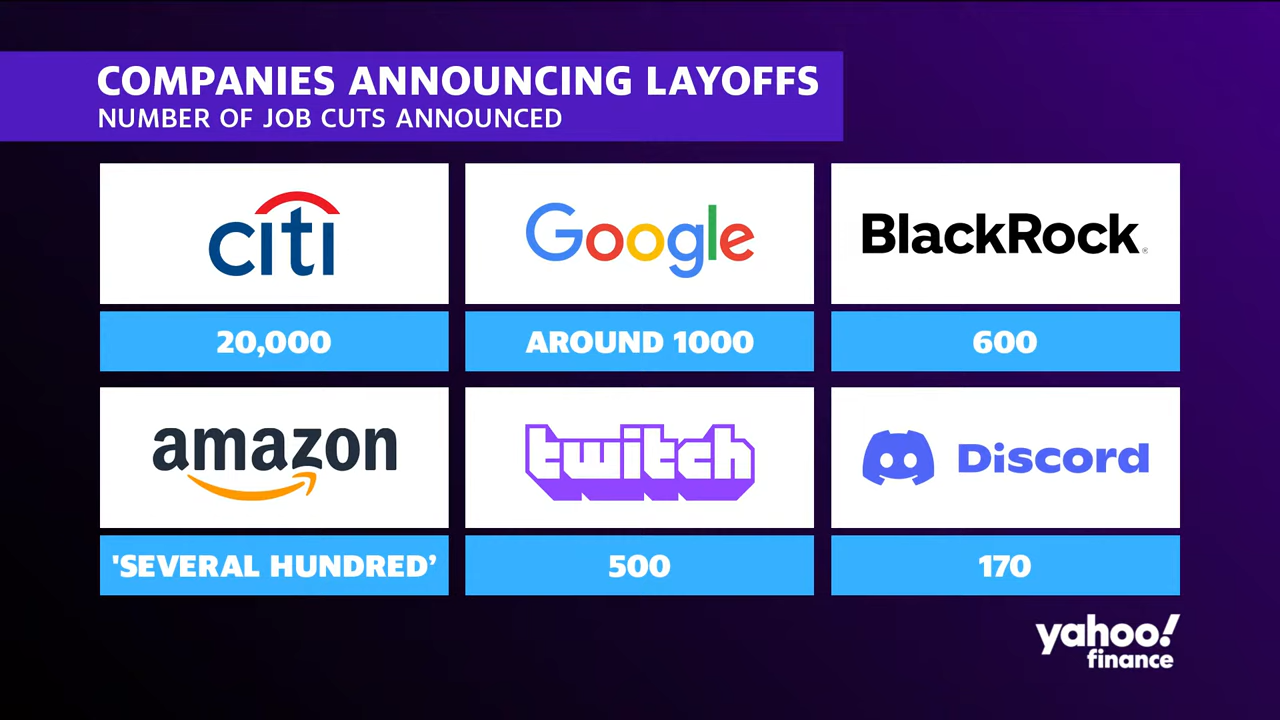 COMPANIES ANNOUNCING LAYOFFS
NUMBER OF JOB CUTS ANNOUNCED
citi
Google
BlackRock®
20,000
AROUND 1000
600
amazon
twitch
Discord
'SEVERAL HUNDRED’
500
170
yahoo!
finance